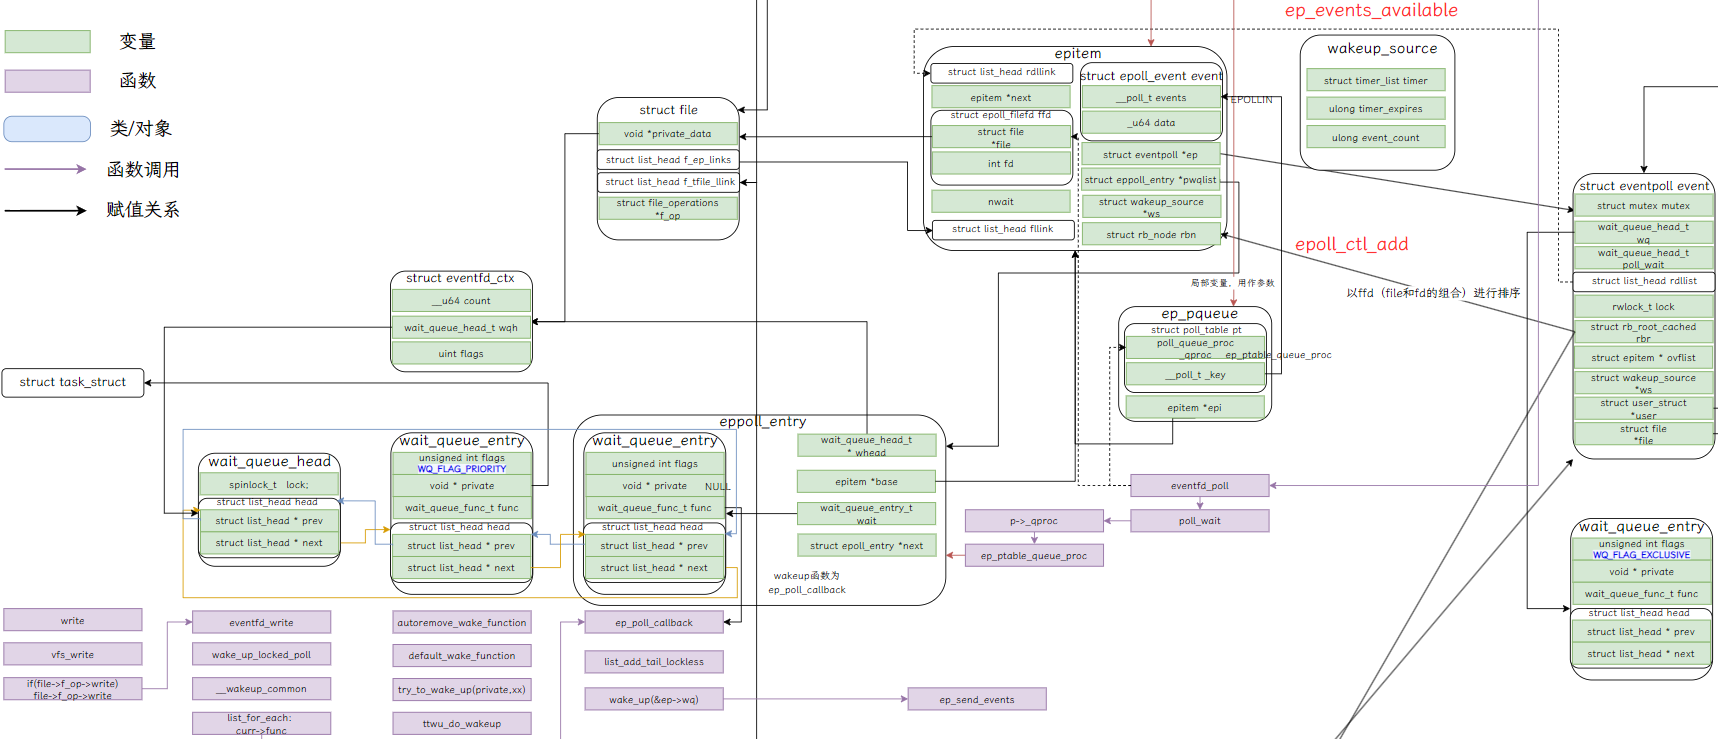 变量
函数
类/对象
函数调用
赋值关系
struct file
void *private_data
struct list_head f_ep_links
struct list_head f_tfile_llink
struct file_operations
*f_op
ep_events_available
epitem
struct list_head rdllink
epitem *next
struct epoll_filefd ffd
struct file
*file
int fd
nwait
struct list_head fllink
struct epoll_event event
__poll_t events
_u64 data
struct eventpoll *ep
struct eppoll_entry *pwqlist
struct wakeup_source
*ws
struct rb_node rbn
EPOLLIN
wakeup_source
struct timer_list timer
ulong timer_expires
ulong event_count
epoll_ctl_add
以ffd（file和fd的组合）进行排序
struct eventpoll event
struct mutex mutex
wait_queue_head_t
wq
wait_queue_head_t
poll_wait
struct list_head rdllist
rwlock_t lock
struct rb_root_cached
rbr
struct epitem * ovflist
struct wakeup_source
*ws
struct user_struct
*user
struct file
*file
局部变量，用作参数
ep_pqueue
struct poll_table pt
poll_queue_proc
_qproc
ep_ptable_queue_proc
__poll_t _key
epitem *epi
struct eventfd_ctx
__u64 count
wait_queue_head_t wqh
uint flags
struct task_struct
wait_queue_head
spinlock_t lock;
struct list_head head
struct list_head * prev
struct list_head * next
wait_queue_entry
unsigned int flags
WQ_FLAG_PRIORITY
void * private
wait_queue_func_t func
struct list_head head
struct list_head * prev
struct list_head * next
eppoll_entry
wait_queue_entry
unsigned int flags
void * private
NULL
wait_queue_func_t func
struct list_head head
struct list_head * prev
struct list_head * next
wait_queue_head_t
* whead
epitem *base
wait_queue_entry_t
wait
struct epoll_entry *next
wakeup函数为
ep_poll_callback
eventfd_poll
poll_wait
p->_qproc
ep_ptable_queue_proc
wait_queue_entry
unsigned int flags
WQ_FLAG_EXCLUSIVE
void * private
wait_queue_func_t func
struct list_head head
struct list_head * prev
struct list_head * next
write
vfs_write
if(file->f_op->write)
file->f_op->write
eventfd_write
wake_up_locked_poll
__wakeup_common
list_for_each:
curr->func
autoremove_wake_function
default_wake_function
try_to_wake_up(private,xx)
ttwu_do_wakeup
ep_poll_callback
list_add_tail_lockless
wake_up(&ep->wq)
ep_send_events